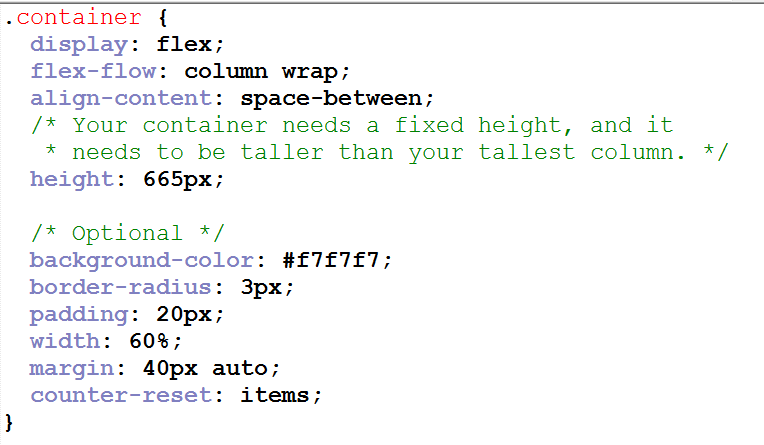 .container {
  display: flex;
  flex-flow: column wrap;
  align-content: space-between;
  /* Your container needs a fixed height, and it
   * needs to be taller than your tallest column. */
  height: 665px;

  /* Optional */
  background-color: #f7f7f7;
  border-radius: 3px;
  padding: 20px;
  width: 60%;
  margin: 40px auto;
  counter-reset: items;
}